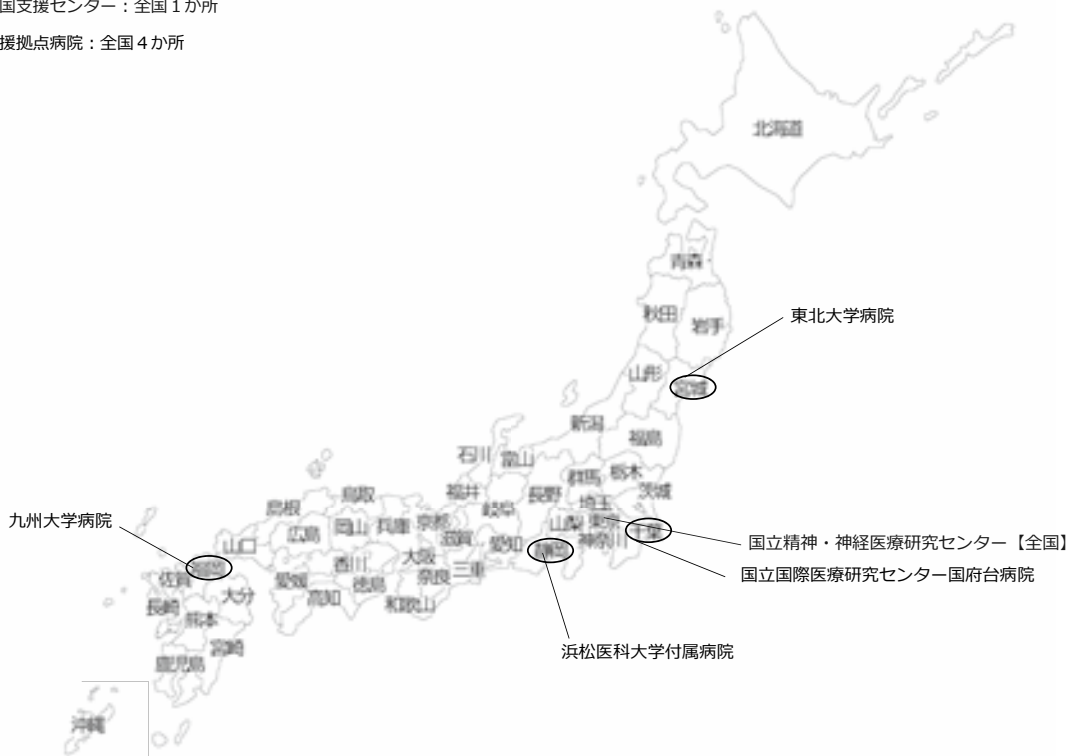 国支援センター：全国１か所
援拠点病院：全国４か所
北海道
青森
秋田
岩手
東北大学病院
山形
宮城
新潟
福島
石川
富山
群馬
栃木
福井
長野
茨城
鳥取
岐阜
埼玉
島根
九州大学病院
広島
岡山
兵庫
京都
滋賀
山梨
東京
千葉
山口
愛知
静岡
神奈川
国立精神・神経医療研究センター【全国】
大阪
福岡
香川
国立国際医療研究センター国府台病院
佐賀
愛媛
徳島
奈良
三重
大分
高知
和歌山
長崎
熊本
宮崎
浜松医科大学付属病院
鹿児島
沖縄